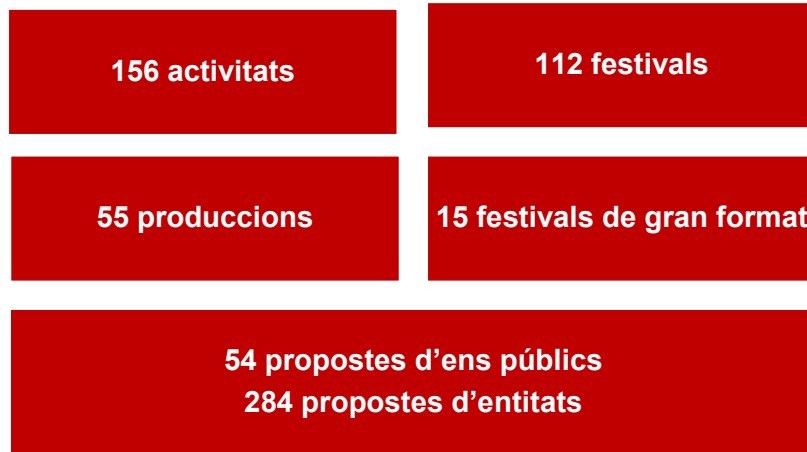 156 activitats
112 festivals
55 produccions
15 festivals de gran format
54 propostes d’ens públics
284 propostes d’entitats